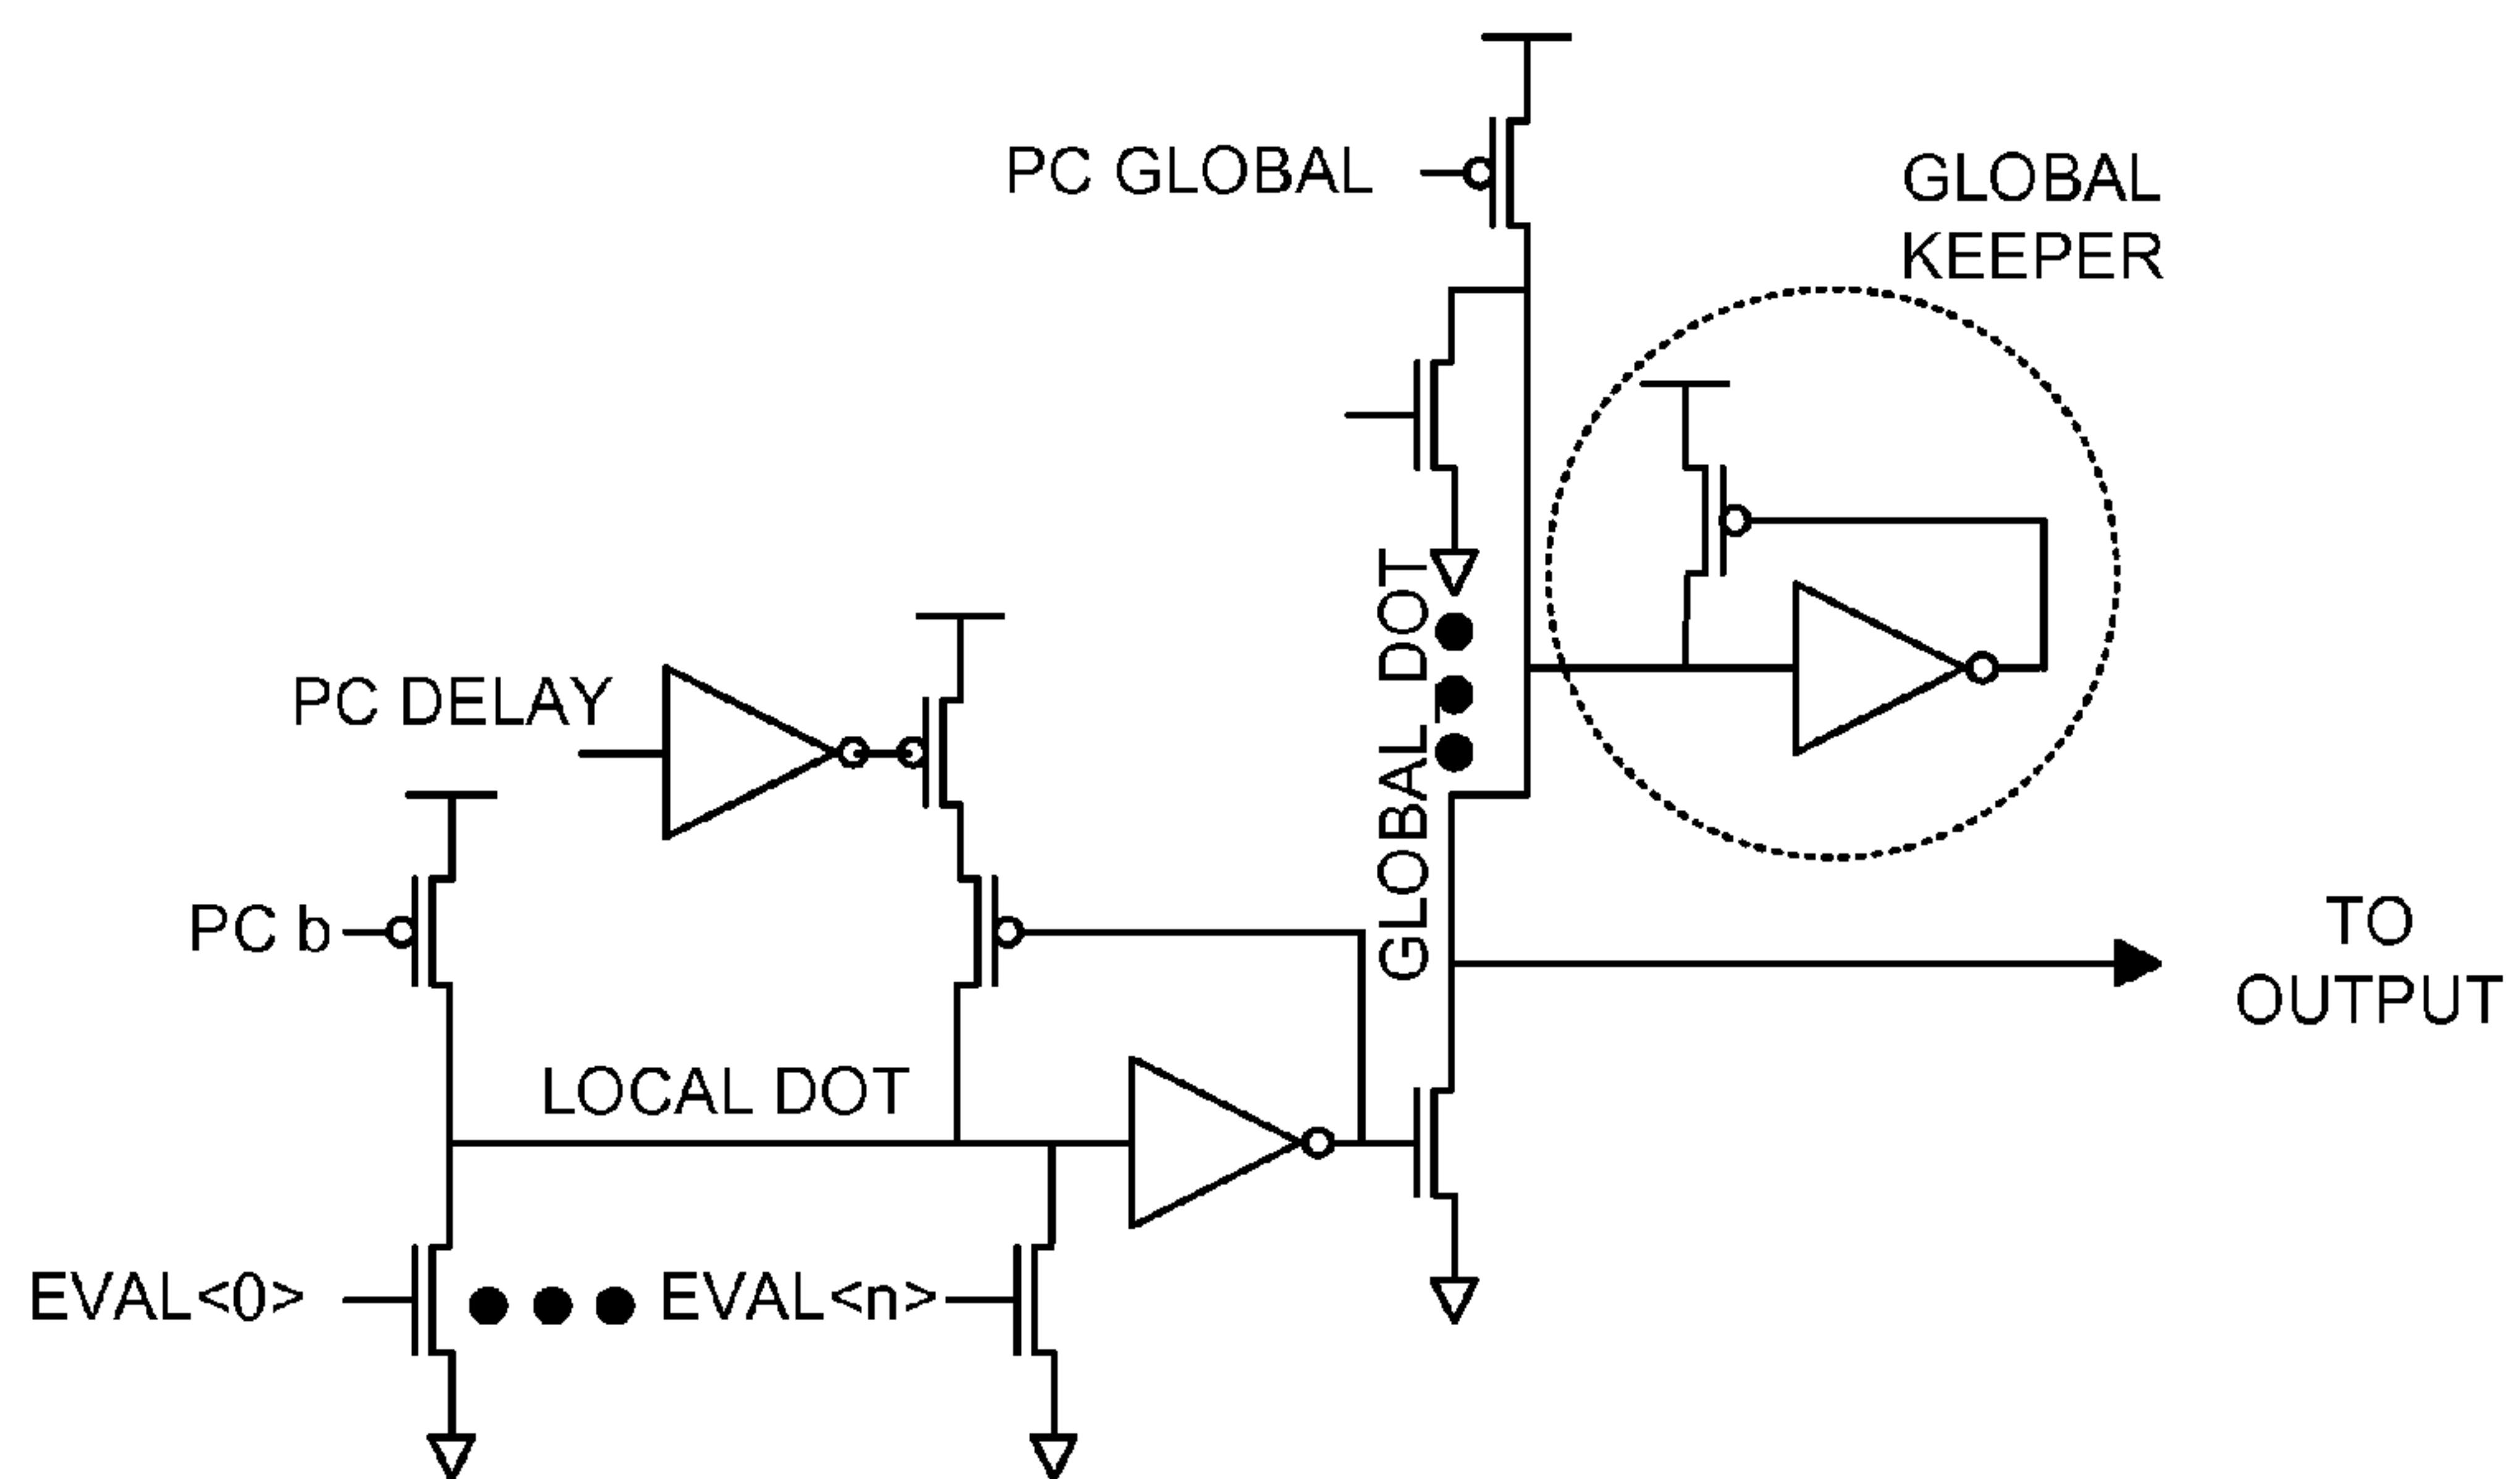 PC GLOBAL
GLOBAL
KEEPER
GLOBAL DOT
PC DELAY
PC b
TO
OUTPUT
LOCAL DOT
EVAL<0>
EVAL<n>